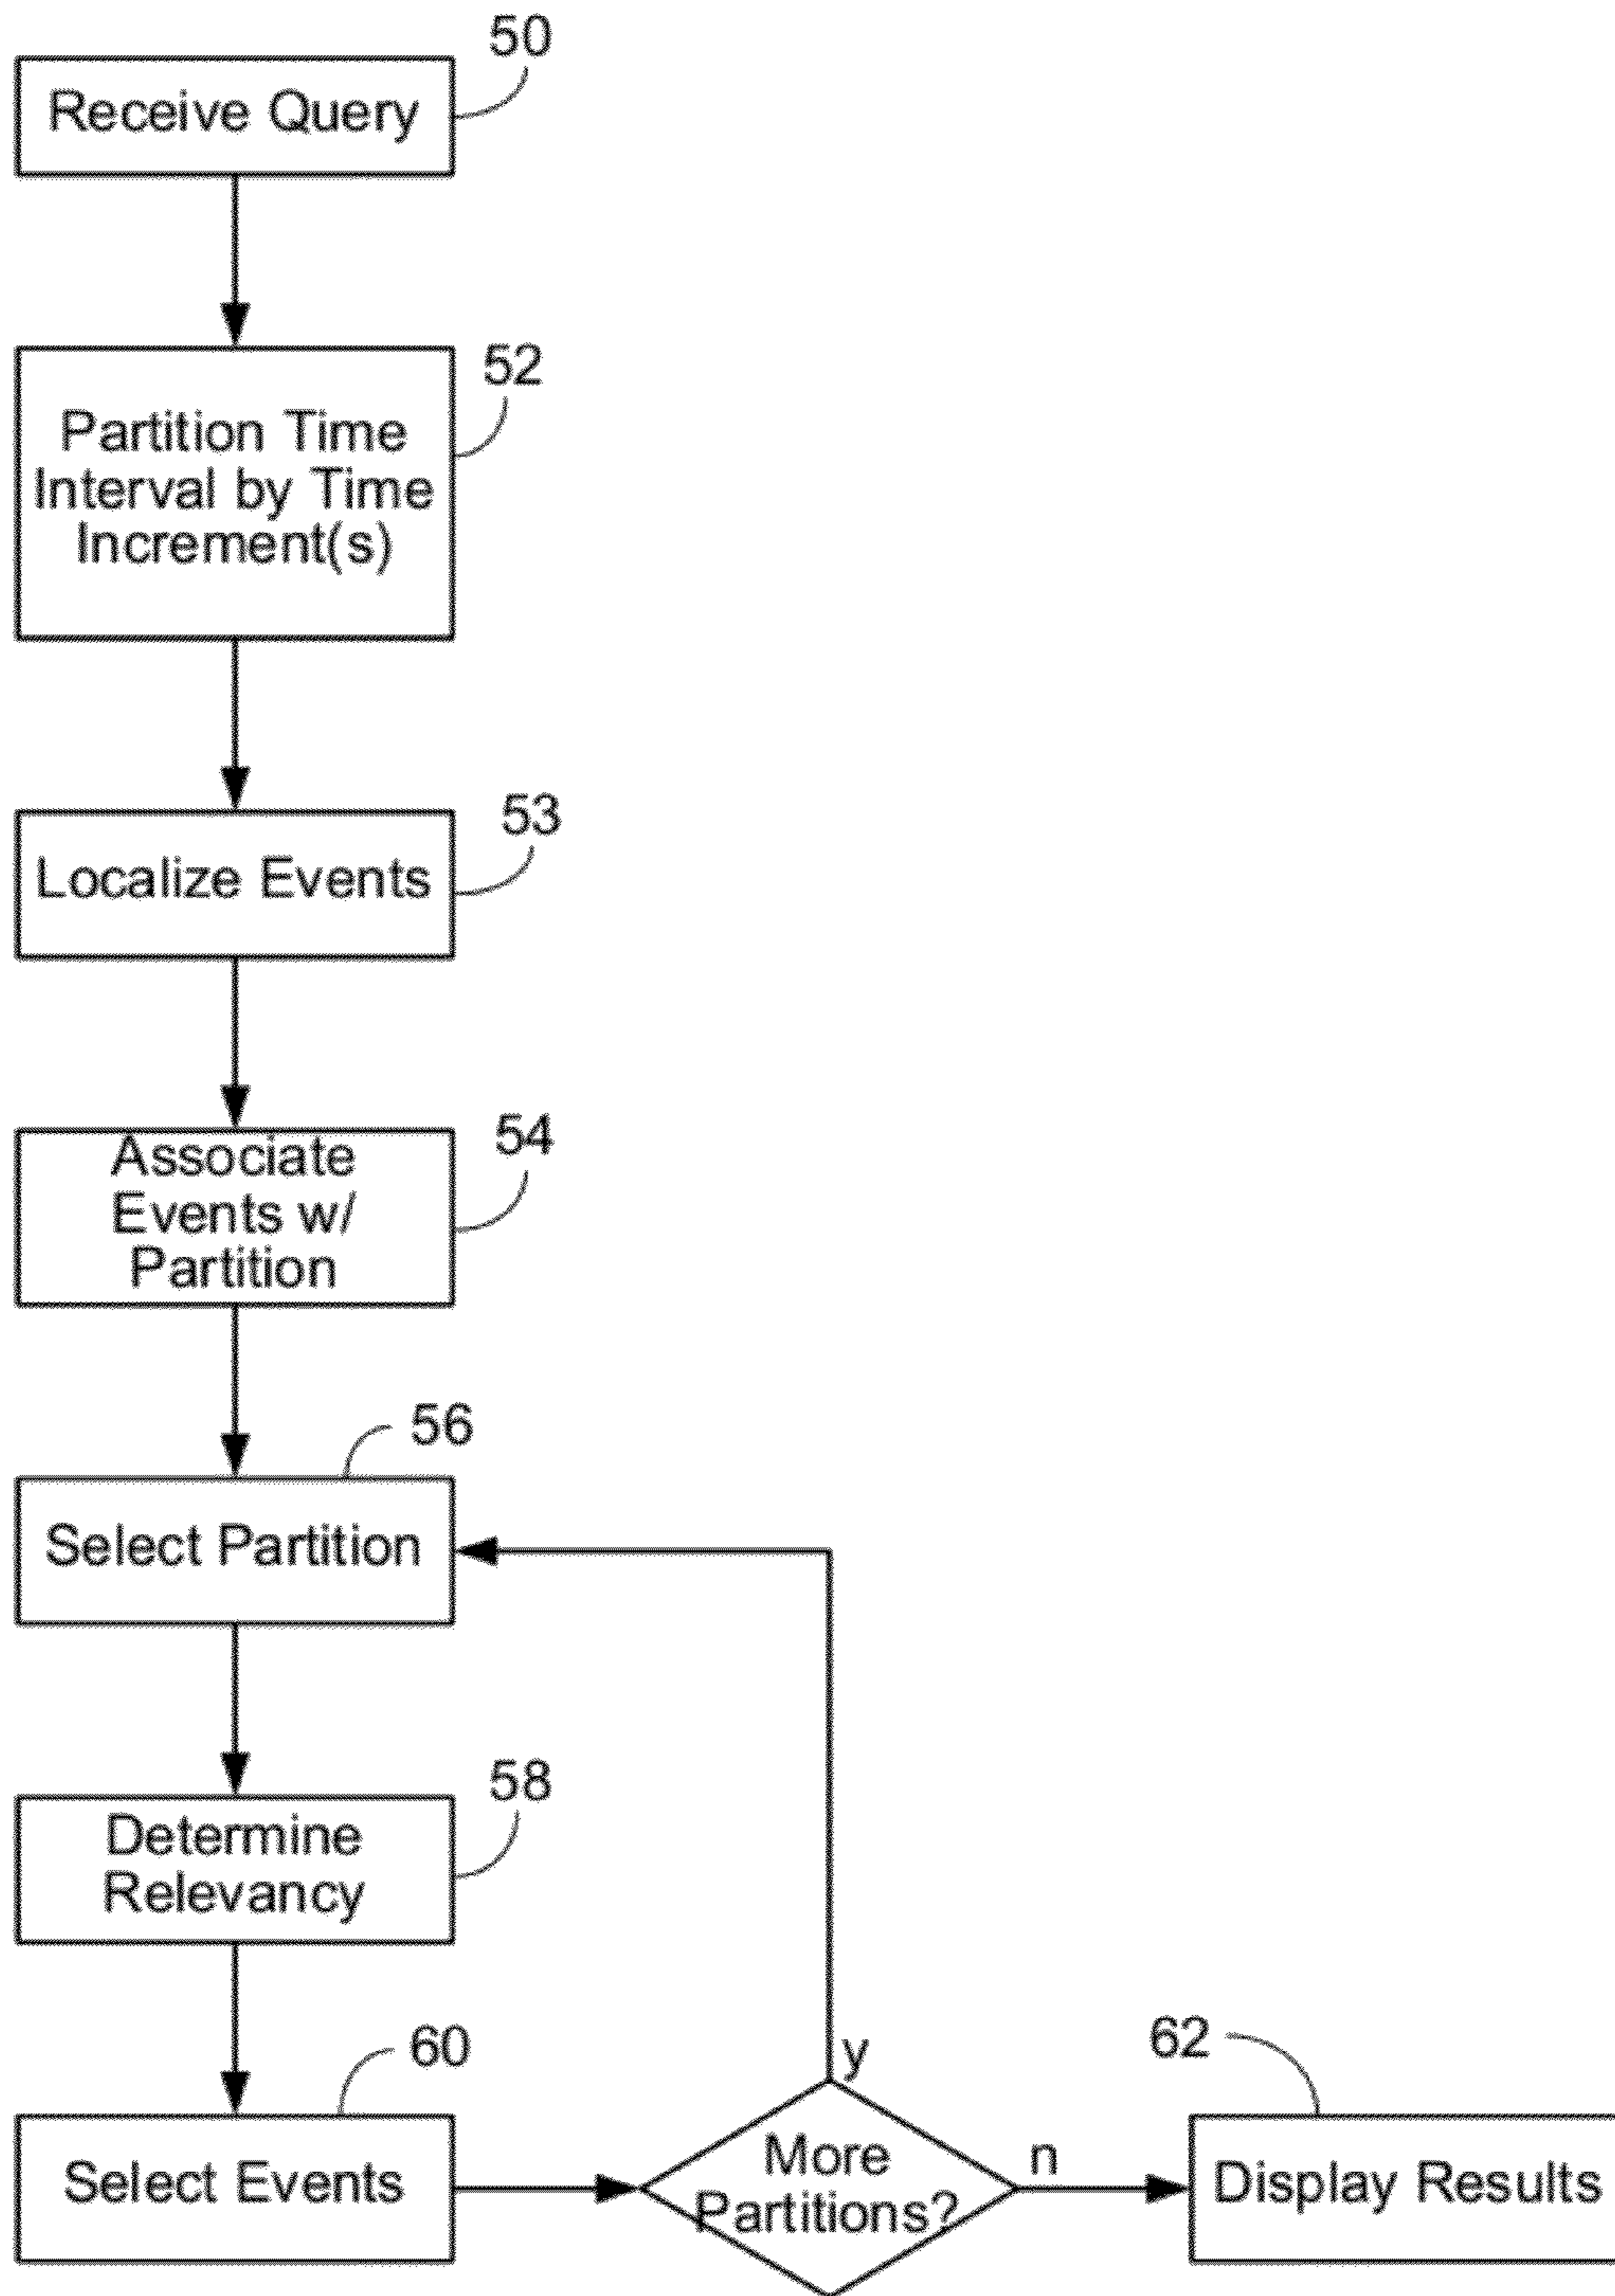 50
Receive Query
52
Partition Time
Interval by Time
Increment(s)
53
Localize Events
54
Associate
Events w/
Partition
56
Select Partition
58
Determine
Relevancy
60
Select Events
y
More
Partitions?
n
62
Display Results